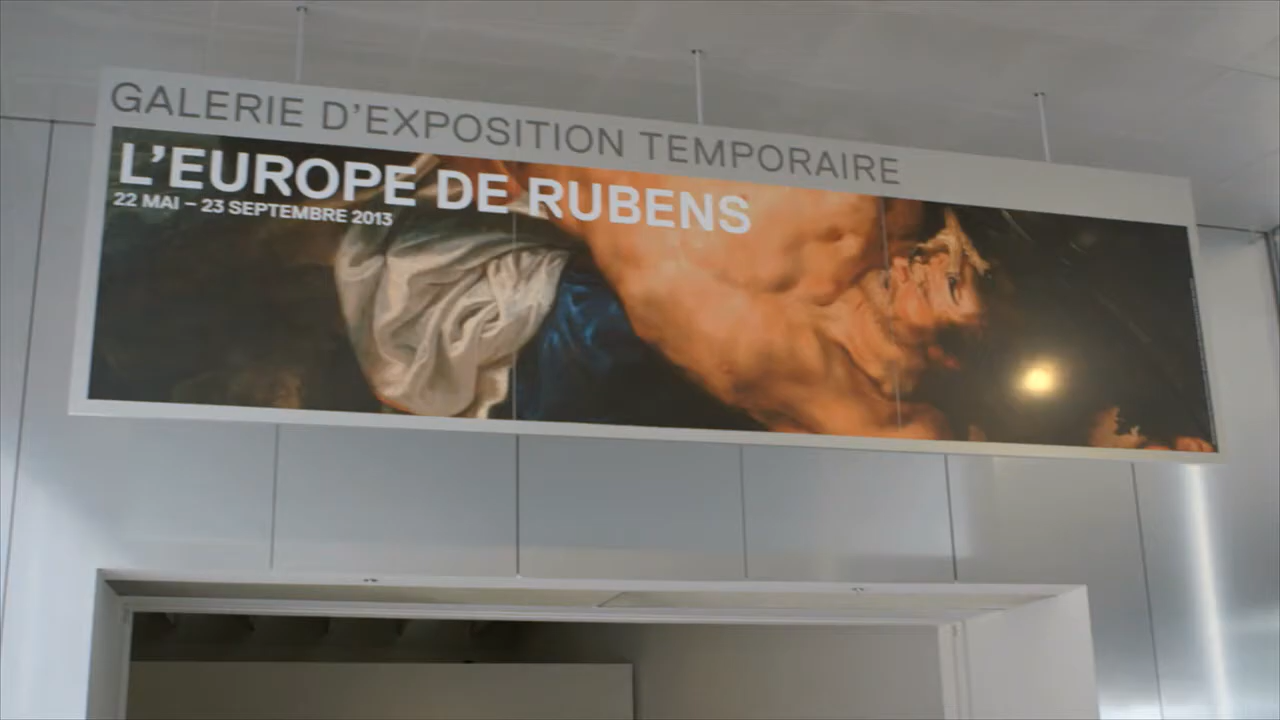 GALERIE D'EXPOSITION TEMPORAIRE
L'EUROPE DE RUBENS
22 MAI – 23 SEPTEMBRE 2013